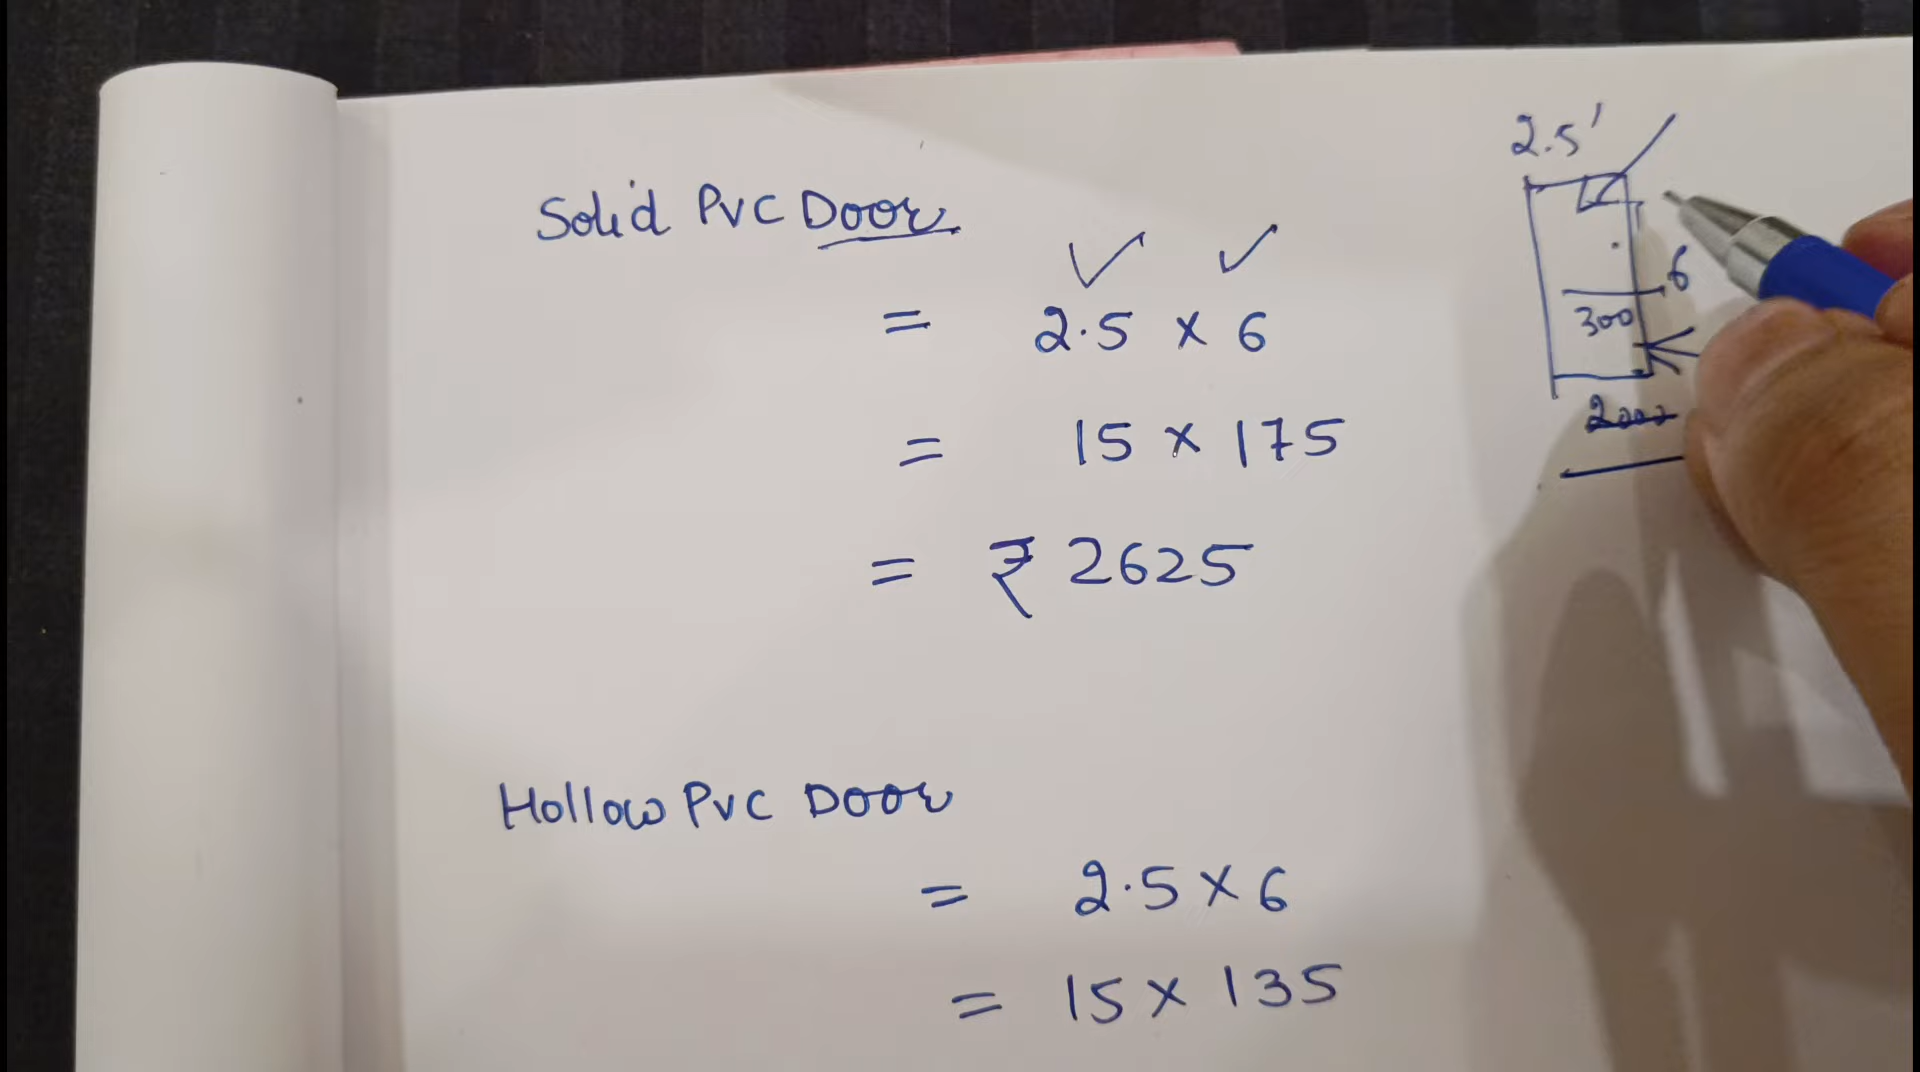 Solid PVC Door
= 2.5 x 6
= 15 x 175
= ₹ 2625
Hollow PVC Door
= 2.5 x 6
= 15 x 135
2.5'
6
300